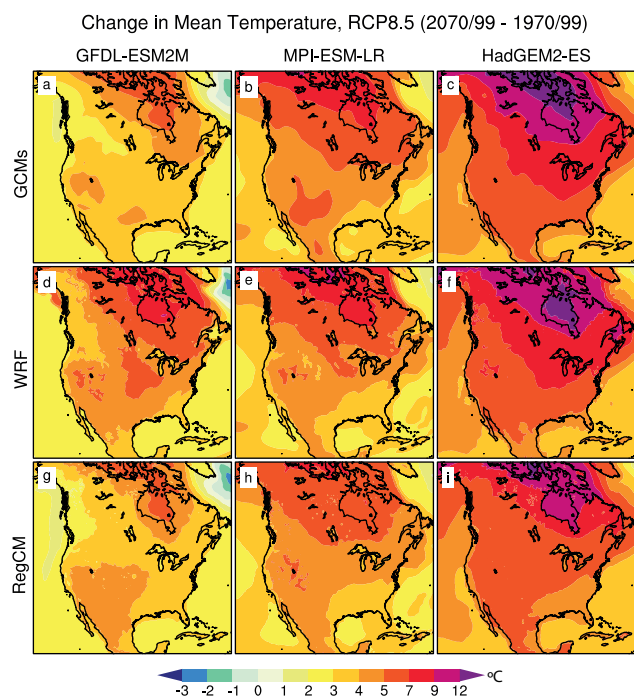 Change in Mean Temperature, RCP8.5 (2070/99 - 1970/99)
GFDL-ESM2M MPI-ESM-LR HadGEM2-ES
a b c
GCMs
d e f
WRF
g h i
RegCM
-3 -2 -1 0 1 2 3 4 5 7 9 12 ºC